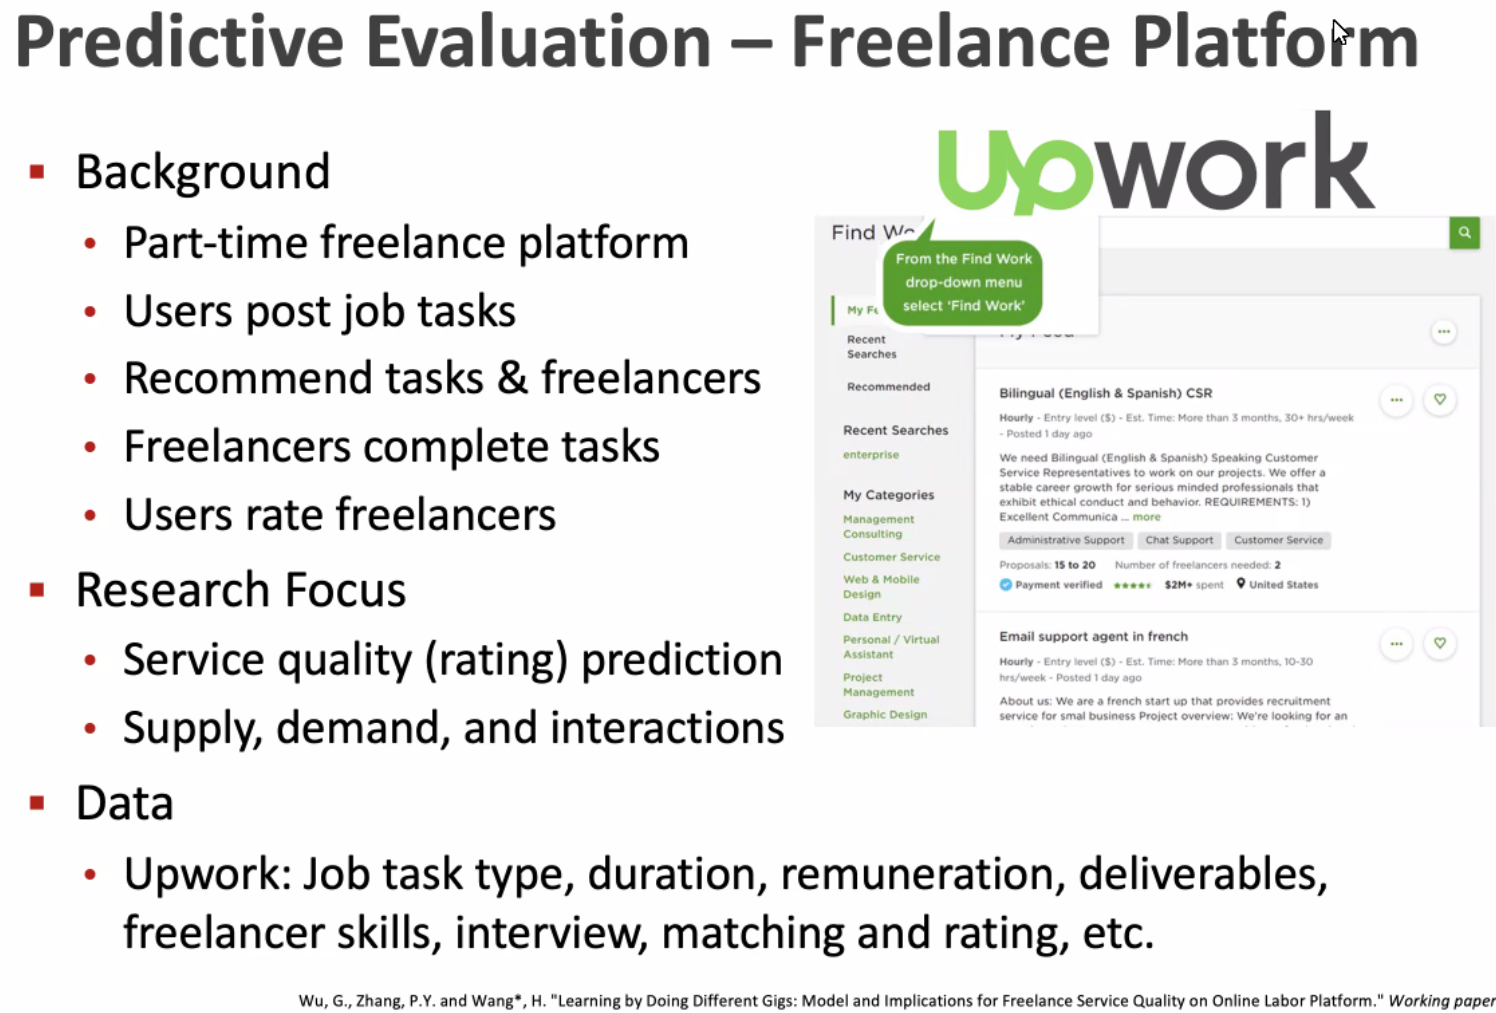 Predictive Evaluation – Freelance Platform
Background
Part-time freelance platform
Users post job tasks
Recommend tasks & freelancers
Freelancers complete tasks
Users rate freelancers
Research Focus
Service quality (rating) prediction
Supply, demand, and interactions
Data
Upwork: Job task type, duration, remuneration, deliverables,
freelancer skills, interview, matching and rating, etc.
upwork
Find Wo
From the Find Work
drop-down menu
select ‘Find Work’
My Fe
Recent
Searches
Recommended
Recent Searches
enterprise
My Categories
Management
Consulting
Customer Service
Web & Mobile
Design
Data Entry
Personal / Virtual
Assistant
Project
Management
Graphic Design
Bilingual (English & Spanish) CSR
Hourly - Entry level ($) - Est. Time: More than 3 months, 30+ hrs/week
- Posted 1 day ago
We need Bilingual (English & Spanish) Speaking Customer
Service Representatives to work on our projects. We offer a
stable career growth for serious minded professionals that
exhibit ethical conduct and behavior. REQUIREMENTS: 1)
Excellent Communica ... more
Administrative Support Chat Support Customer Service
Proposals: 15 to 20 Number of freelancers needed: 2
Payment verified $2M+ spent United States
Email support agent in french
Hourly - Entry level ($) - Est. Time: More than 3 months, 10-30
hrs/week - Posted 1 day ago
About us: We are a french start up that provides recruitment
service for smal business Project overview: We're looking for an
Wu, G., Zhang, P.Y. and Wang*, H. "Learning by Doing Different Gigs: Model and Implications for Freelance Service Quality on Online Labor Platform." Working paper